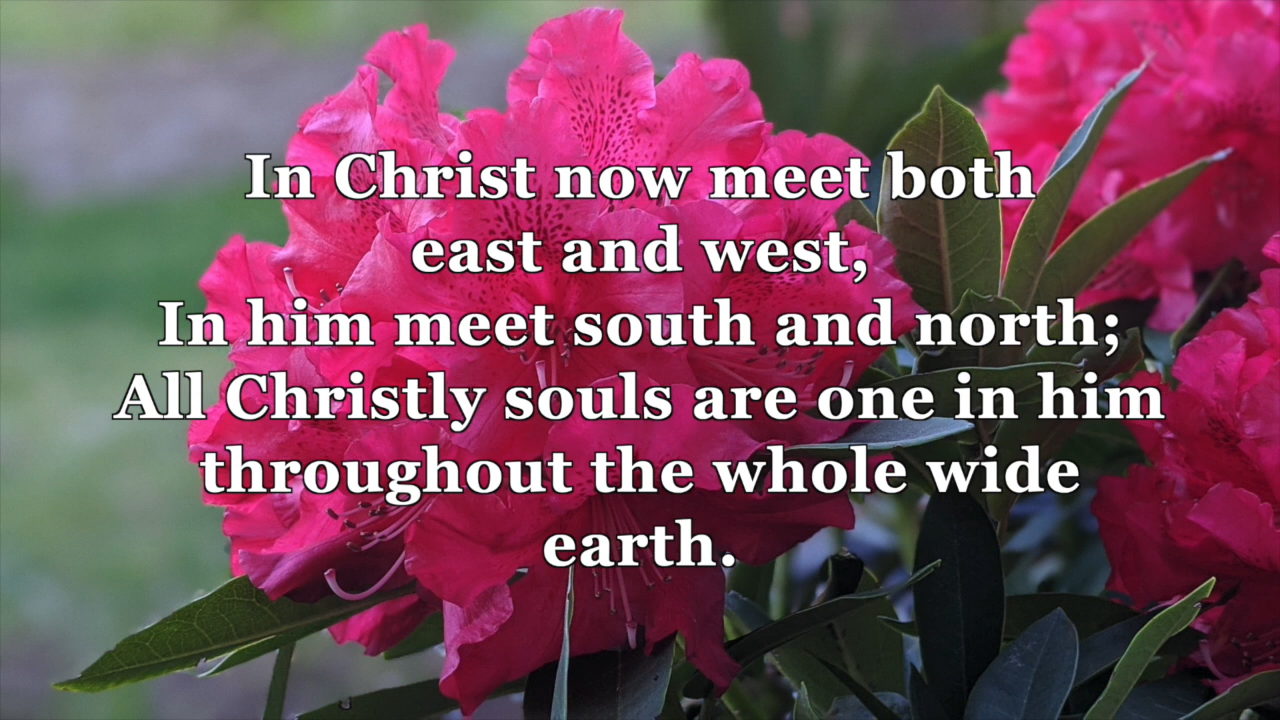 In Christ now meet both
east and west,
In him meet south and north;
All Christly souls are one in him
throughout the whole wide
earth.